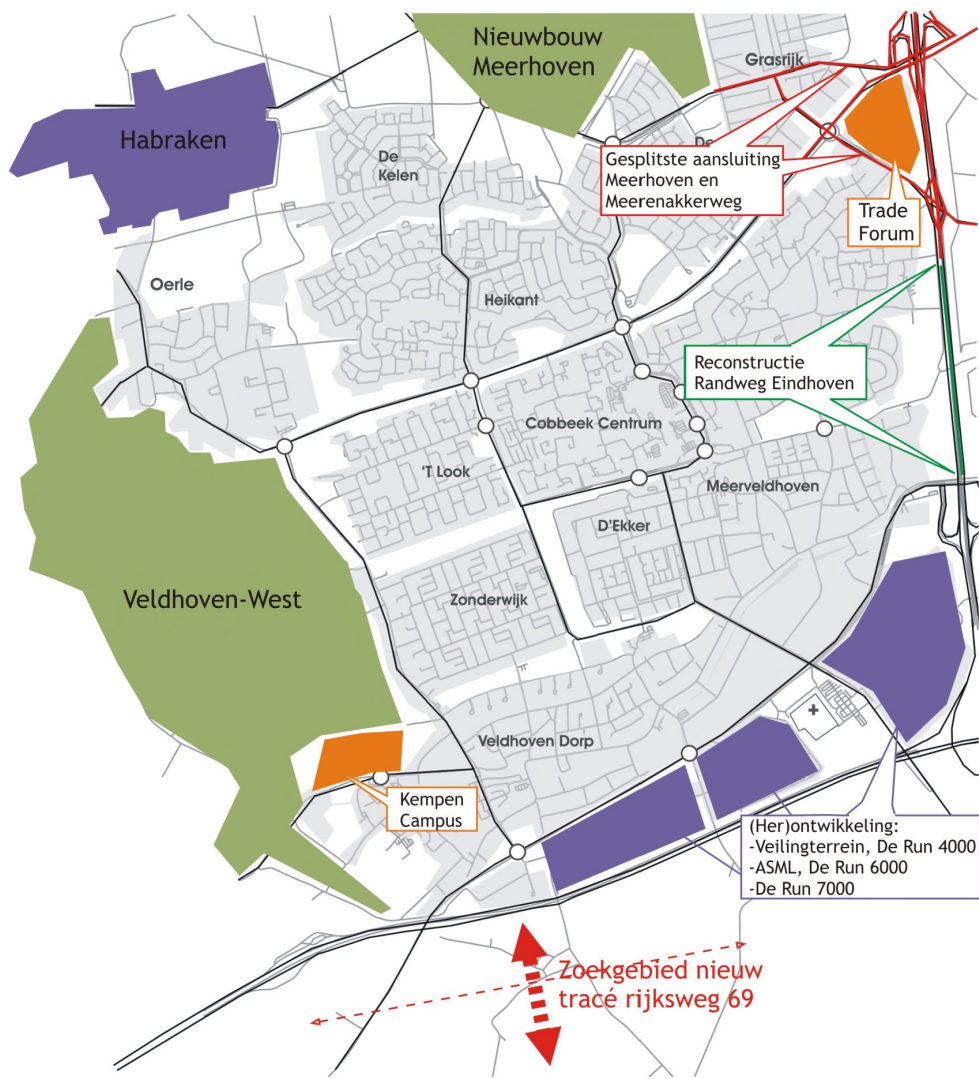 Nieuwbouw
Meerhoven
Grasrijk
Habraken
De
Kelen
De
Gesplitste aansluiting
Meerhoven en
Meerenakkerweg
Trade
Forum
Oerle
Heikant
Reconstructie
Randweg Eindhoven
Cobbeek Centrum
'T Look
Meerveldhoven
D'Ekker
Veldhoven-West
Zonderwijk
Veldhoven Dorp
Kempen
Campus
(Her)ontwikkeling:
-Veilingterrein, De Run 4000
-ASML, De Run 6000
-De Run 7000
Zoekgebied nieuw
tracé rijksweg 69